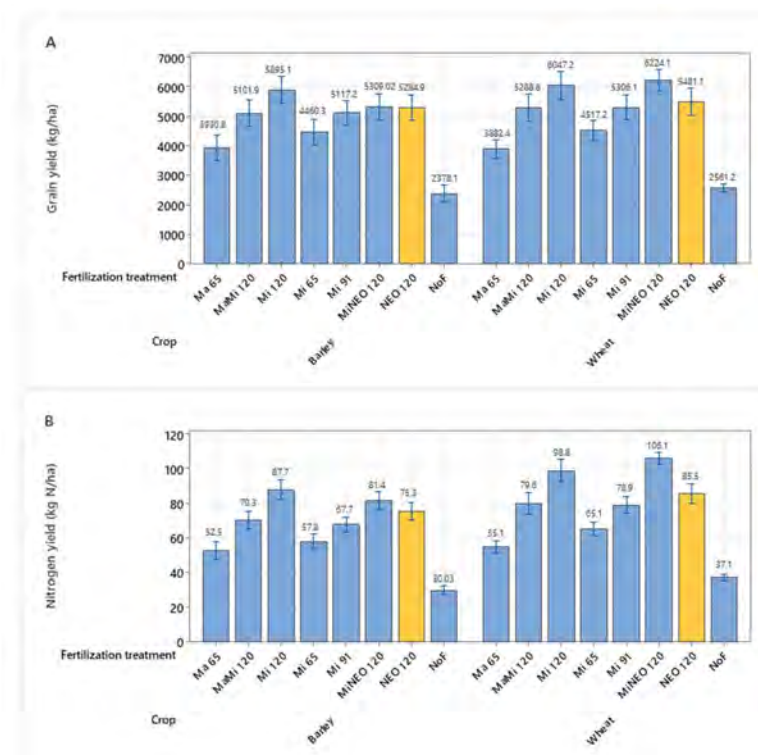 A
Grain yield (kg/ha)
7000
6000
5000
4000
3000
2000
1000
0
5101.9
5895.1
4460.3
5117.2
5309.02
5284.9
2378.1
5288.6
6047.2
4517.2
5306.1
6224.1
5481.1
2561.2
Fertilization treatment
Ma 65
MaMi 120
Mi 120
Mi 65
Mi 91
MiNEO 120
NEO 120
NoF
Ma 65
MaMi 120
Mi 120
Mi 65
Mi 91
MiNEO 120
NEO 120
NoF
Crop
Barley
Wheat
B
Nitrogen yield (kg N/ha)
120
100
80
60
40
20
0
52.5
70.3
87.7
57.8
67.7
81.4
75.3
30.03
55.1
79.6
98.8
65.1
78.9
106.1
85.5
37.1
Fertilization treatment
Ma 65
MaMi 120
Mi 120
Mi 65
Mi 91
MiNEO 120
NEO 120
NoF
Ma 65
MaMi 120
Mi 120
Mi 65
Mi 91
MiNEO 120
NEO 120
NoF
Crop
Barley
Wheat